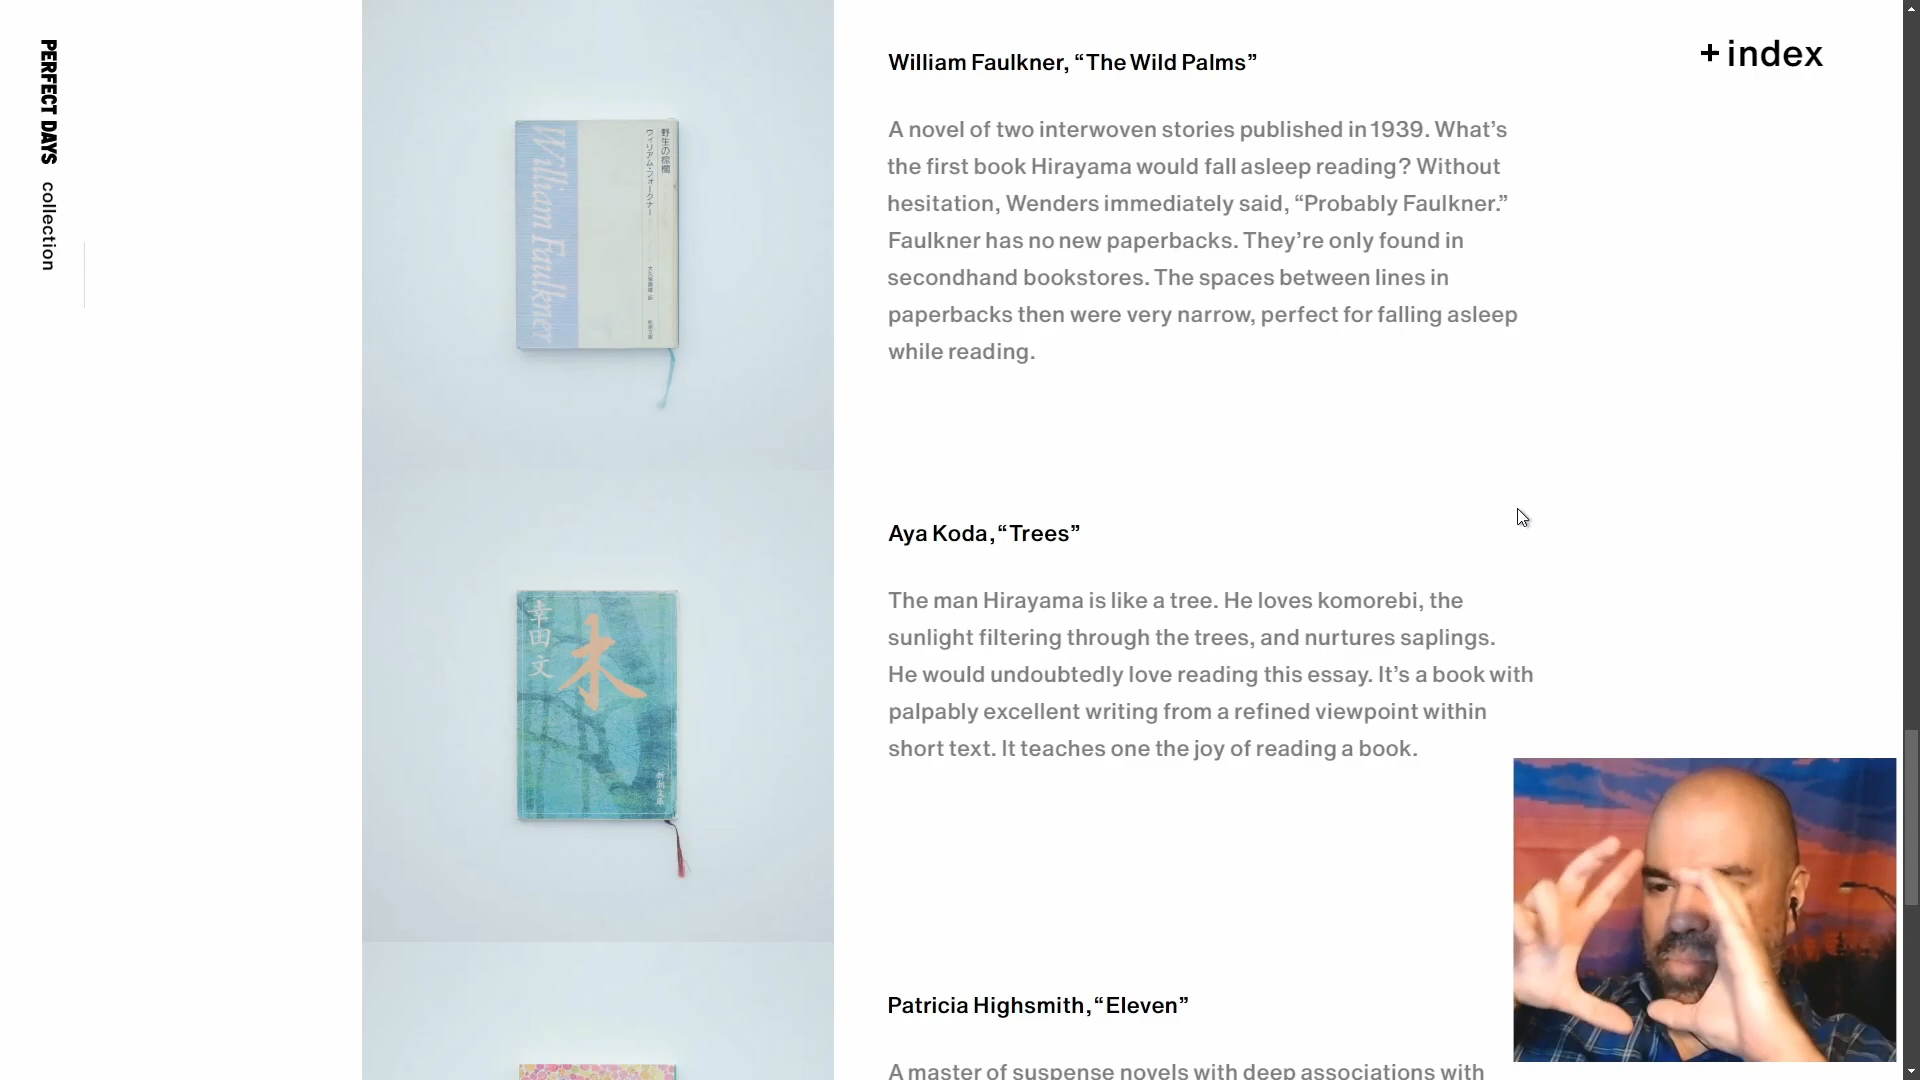 PERFECT DAYS collection
+ index
William Faulkner
野生の棕櫚
ウィリアム・フォークナー
William Faulkner, “The Wild Palms”
A novel of two interwoven stories published in 1939. What’s
the first book Hirayama would fall asleep reading? Without
hesitation, Wenders immediately said, “Probably Faulkner.”
Faulkner has no new paperbacks. They’re only found in
secondhand bookstores. The spaces between lines in
paperbacks then were very narrow, perfect for falling asleep
while reading.
幸田 文
木
新潮文庫
Aya Koda, “Trees”
The man Hirayama is like a tree. He loves komorebi, the
sunlight filtering through the trees, and nurtures saplings.
He would undoubtedly love reading this essay. It’s a book with
palpably excellent writing from a refined viewpoint within
short text. It teaches one the joy of reading a book.
Patricia Highsmith, “Eleven”
A master of suspense novels with deep associations with